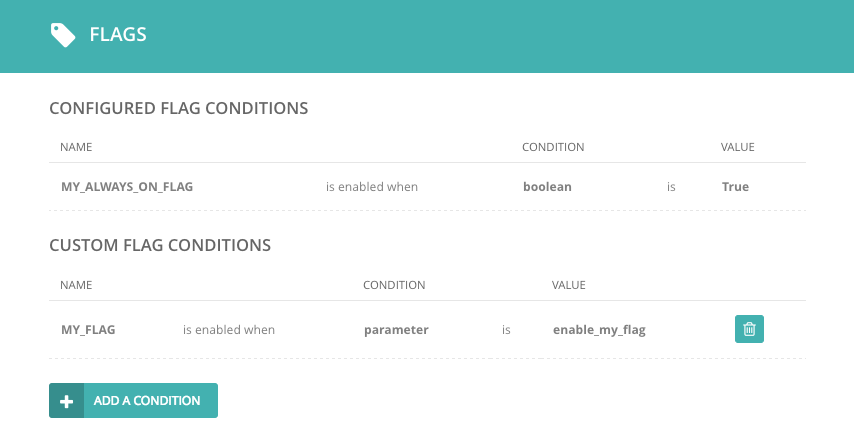 FLAGS
CONFIGURED FLAG CONDITIONS
NAME CONDITION VALUE
MY_ALWAYS_ON_FLAG is enabled when boolean is True
CUSTOM FLAG CONDITIONS
NAME CONDITION VALUE
MY_FLAG is enabled when parameter is enable_my_flag
ADD A CONDITION